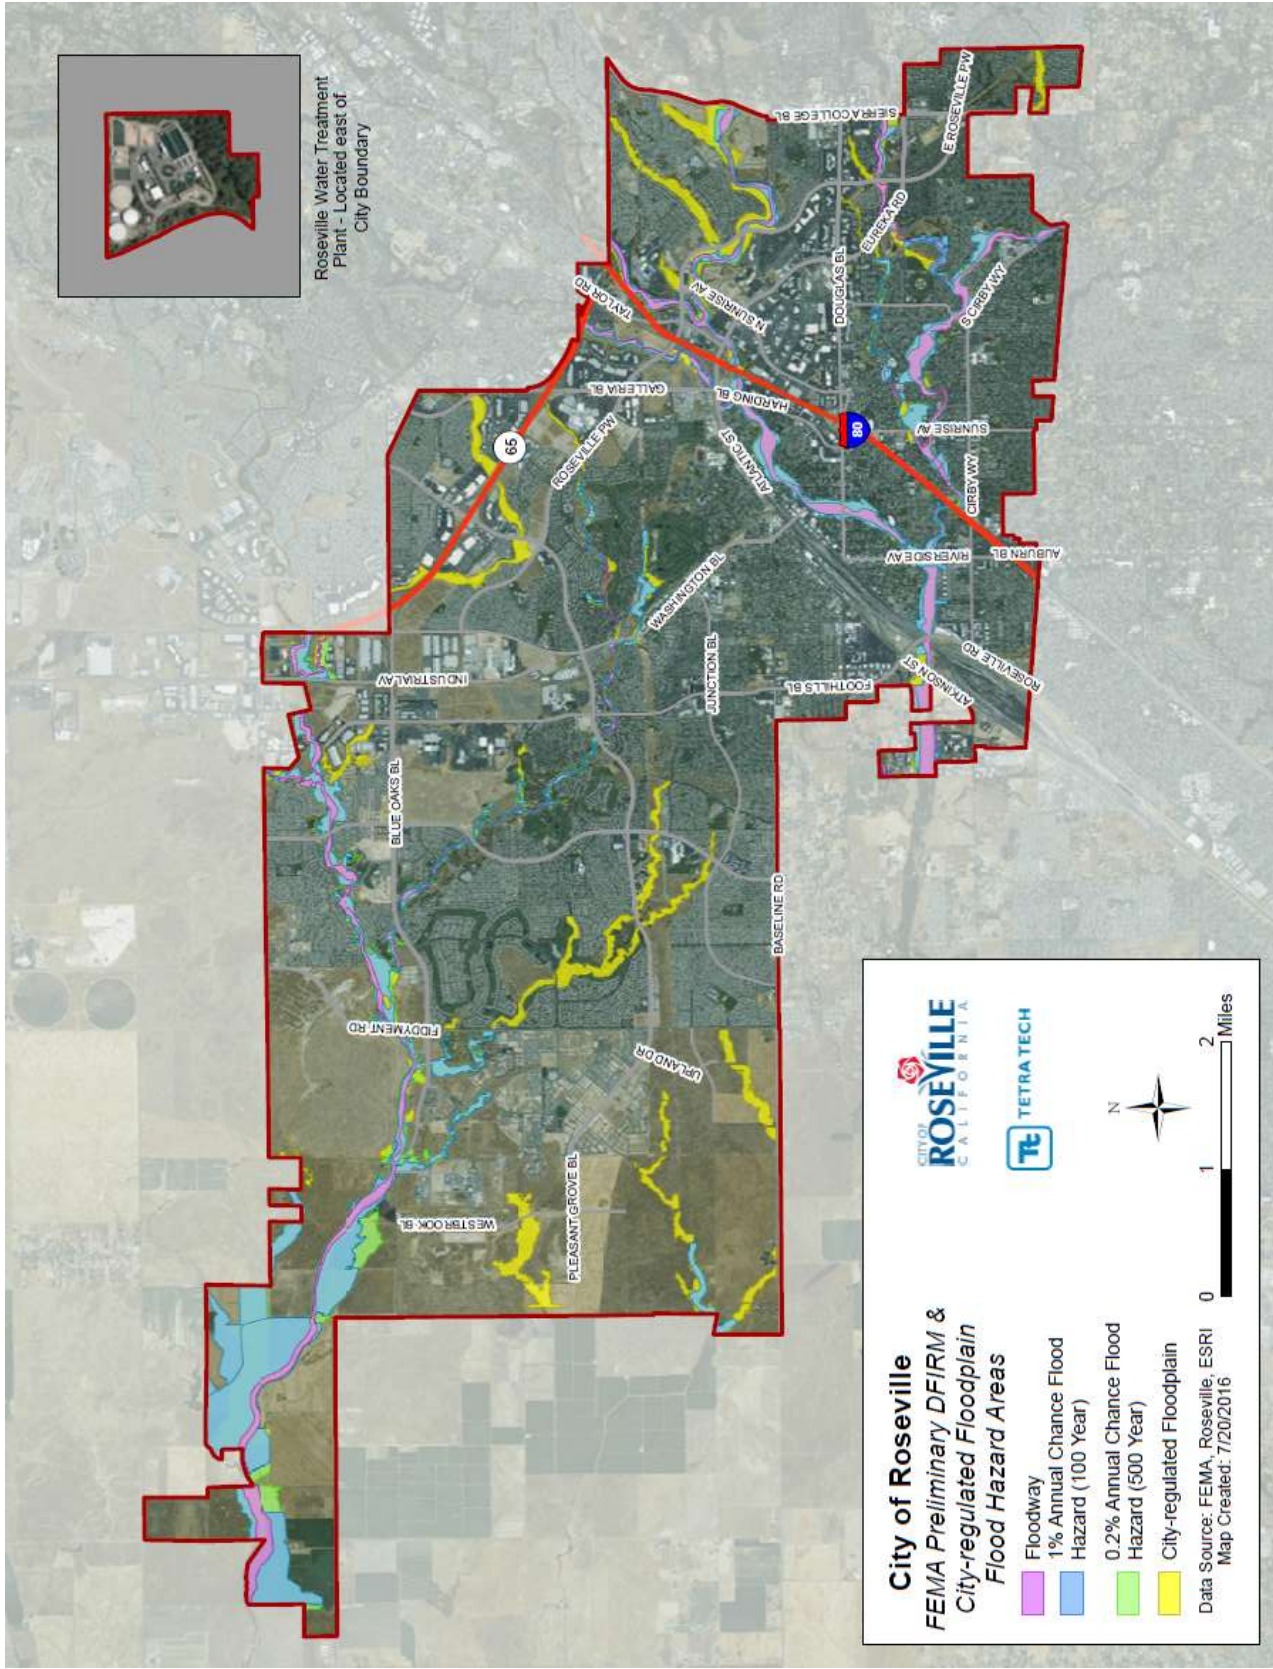 Roseville Water Treatment
Plant - Located east of
City Boundary
SIERRA COLLEGE BL
E ROSEVILLE PW
EUREKA RD
DOUGLAS BL
N SUNRISE AV
TAYLOR RD
S CIRBY WY
GALLERIA BL
HARDING BL
SUNRISE AV
80
65
ROSEVILLE PW
ATLANTIC ST
CIRBY WY
AUBURN BL
RIVERSIDE AV
WASHINGTON BL
ROSEVILLE RD
ATKINSON ST
FOOTHILLS BL
JUNCTION BL
INDUSTRIAL AV
BLUE OAKS BL
BASELINE RD
FIDDYMENT RD
UPLAND DR
PLEASANT GROVE BL
WESTBROOK BL
City of Roseville
FEMA Preliminary DFIRM &
City-regulated Floodplain
Flood Hazard Areas
Floodway
1% Annual Chance Flood
Hazard (100 Year)
0.2% Annual Chance Flood
Hazard (500 Year)
City-regulated Floodplain
Data Source: FEMA, Roseville, ESRI
Map Created: 7/20/2016
CITY OF
ROSEVILLE
CALIFORNIA
Tt TETRA TECH
N
0 1 2
Miles